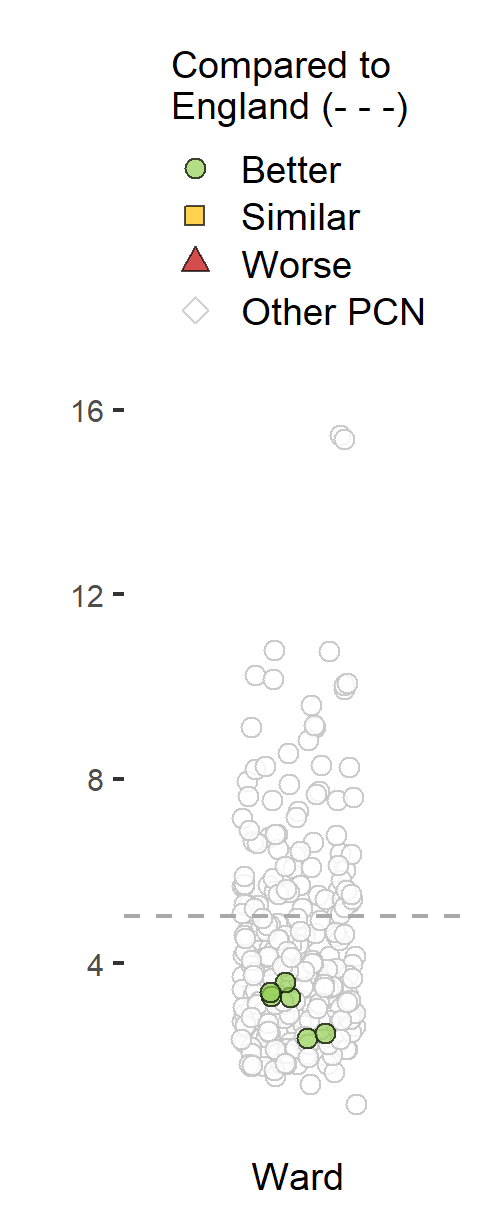 Compared to
England (- - -)
Better
Similar
Worse
Other PCN
16
12
8
4
Ward